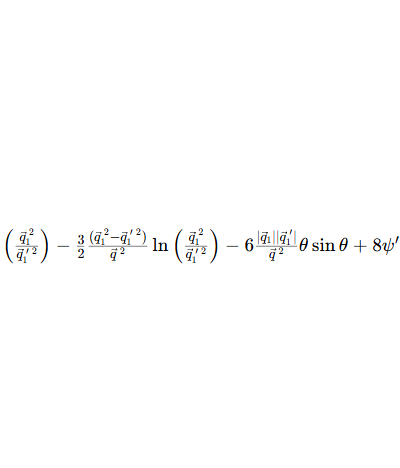 $\left(\frac{\vec{q}_1^{\,2}}{\vec{q}_1^{\,\prime\,2}}\right) - \frac{3}{2}\frac{(\vec{q}_1^{\,2}-\vec{q}_1^{\,\prime\,2})}{\vec{q}^{\,2}}\ln\left(\frac{\vec{q}_1^{\,2}}{\vec{q}_1^{\,\prime\,2}}\right) - 6\frac{|\vec{q}_1||\vec{q}_1^{\,\prime}|}{\vec{q}^{\,2}}\theta\sin\theta + 8\psi'$